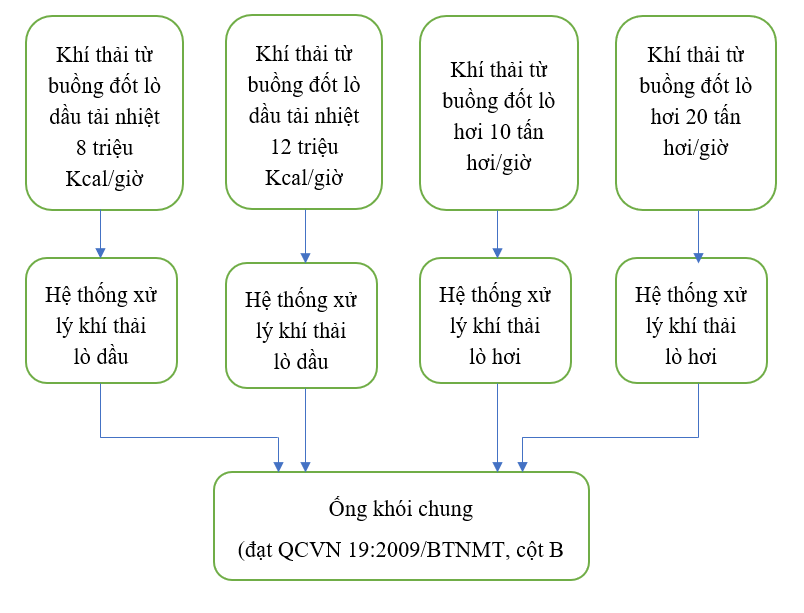 Khí thải từ
buồng đốt lò
dầu tải nhiệt
8 triệu
Kcal/giờ
Khí thải từ
buồng đốt lò
dầu tải nhiệt
12 triệu
Kcal/giờ
Khí thải từ
buồng đốt lò
hơi 10 tấn
hơi/giờ
Khí thải từ
buồng đốt lò
hơi 20 tấn
hơi/giờ
Hệ thống xử
lý khí thải
lò dầu
Hệ thống xử
lý khí thải
lò dầu
Hệ thống xử
lý khí thải
lò hơi
Hệ thống xử
lý khí thải
lò hơi
Ống khói chung
(đạt QCVN 19:2009/BTNMT, cột B